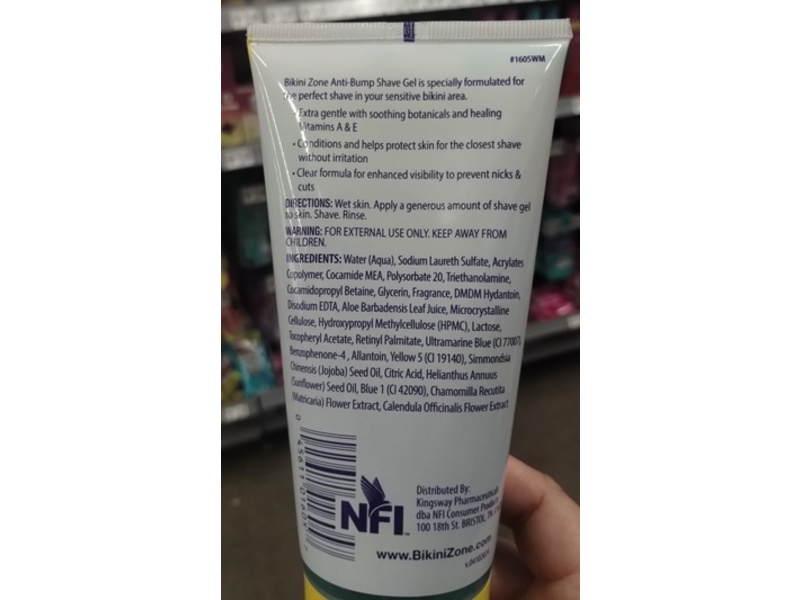 #1605WM
Bikini Zone Anti-Bump Shave Gel is specially formulated for
the perfect shave in your sensitive bikini area.
Extra gentle with soothing botanicals and healing
Vitamins A & E
• Conditions and helps protect skin for the closest shave
without irritation
• Clear formula for enhanced visibility to prevent nicks &
cuts
DIRECTIONS: Wet skin. Apply a generous amount of shave gel
to skin. Shave. Rinse.
WARNING: FOR EXTERNAL USE ONLY. KEEP AWAY FROM
CHILDREN.
INGREDIENTS: Water (Aqua), Sodium Laureth Sulfate, Acrylates
Copolymer, Cocamide MEA, Polysorbate 20, Triethanolamine,
Cocamidopropyl Betaine, Glycerin, Fragrance, DMDM Hydantoin,
Disodium EDTA, Aloe Barbadensis Leaf Juice, Microcrystalline
Cellulose, Hydroxypropyl Methylcellulose (HPMC), Lactose,
Tocopheryl Acetate, Retinyl Palmitate, Ultramarine Blue (CI 77007),
Benzophenone-4, Allantoin, Yellow 5 (CI 19140), Simmondsia
Chinensis (Jojoba) Seed Oil, Citric Acid, Helianthus Annuus
(Sunflower) Seed Oil, Blue 1 (CI 42090), Chamomilla Recutita
(Matricaria) Flower Extract, Calendula Officinalis Flower Extract
NFI
Distributed By:
Kingsway Pharmaceuticals
dba NFI Consumer Products
100 18th St. BRISTOL,
www.BikiniZone.com